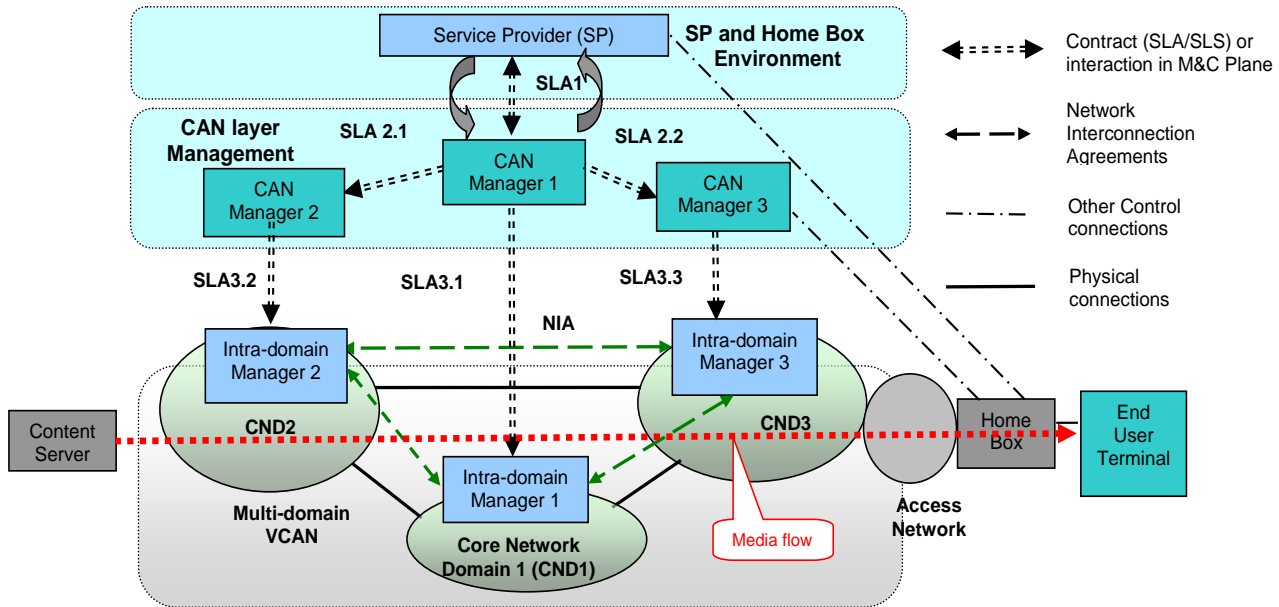 Service Provider (SP)
SP and Home Box
Environment
SLA1
CAN layer
Management
SLA 2.1
SLA 2.2
CAN
Manager 1
CAN
Manager 2
CAN
Manager 3
SLA3.2
SLA3.1
SLA3.3
NIA
Intra-domain
Manager 2
Intra-domain
Manager 3
CND2
CND3
Content
Server
Home
Box
End
User
Terminal
Intra-domain
Manager 1
Multi-domain
VCAN
Core Network
Domain 1 (CND1)
Media flow
Access
Network
Contract (SLA/SLS) or
interaction in M&C Plane
Network
Interconnection
Agreements
Other Control
connections
Physical
connections